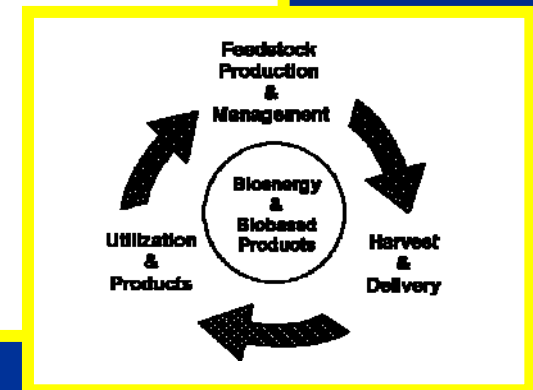 Feedstock
Production
&
Management
Bioenergy
&
Biobased
Products
Harvest
&
Delivery
Utilization
&
Products